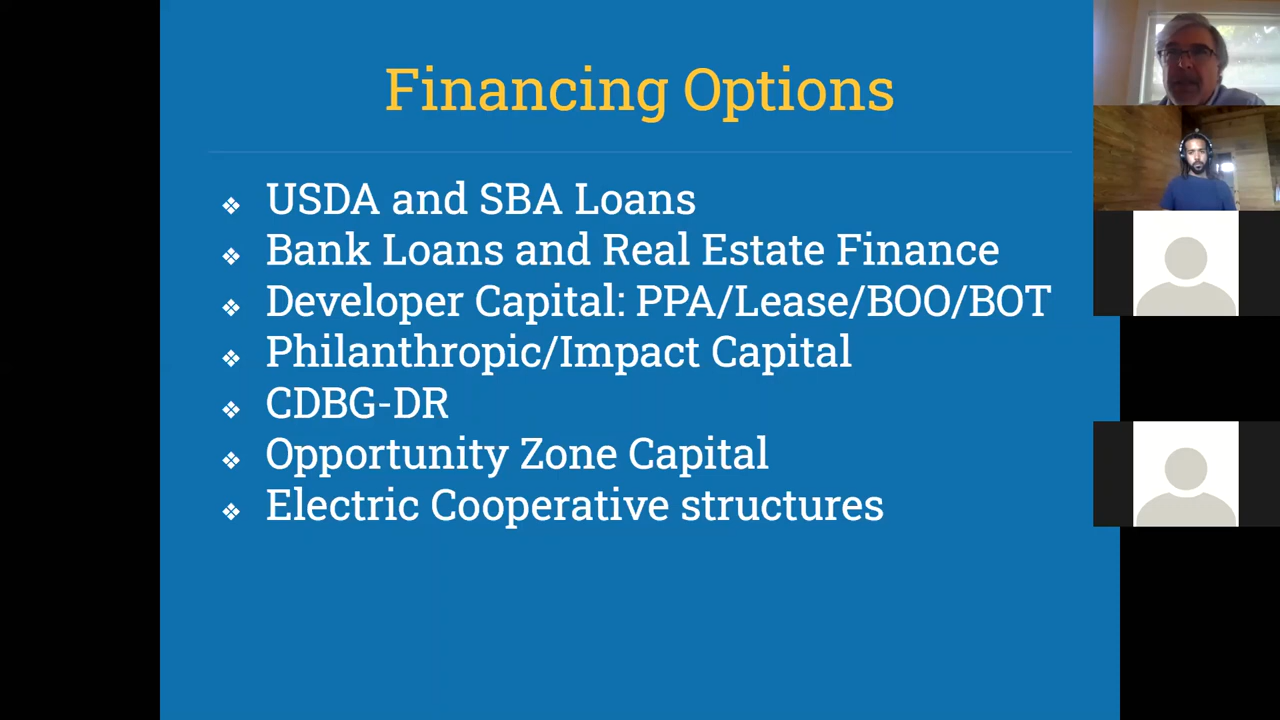 Financing Options
❖ USDA and SBA Loans
❖ Bank Loans and Real Estate Finance
❖ Developer Capital: PPA/Lease/BOO/BOT
❖ Philanthropic/Impact Capital
❖ CDBG-DR
❖ Opportunity Zone Capital
❖ Electric Cooperative structures